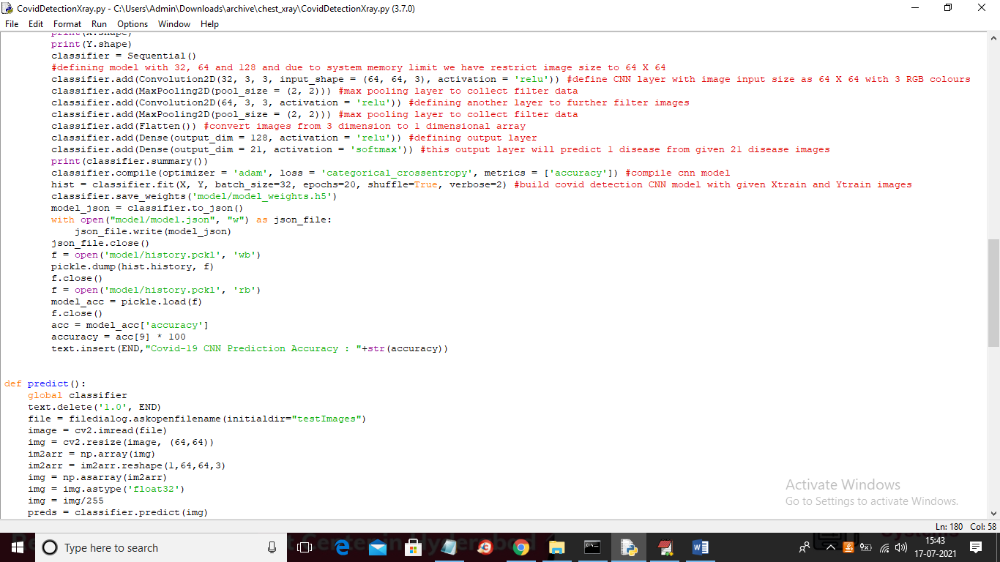 CovidDetectionXray.py - C:\Users\Admin\Downloads\archive\chest_xray\CovidDetectionXray.py (3.7.0)
File Edit Format Run Options Window Help
print(X.shape)
print(Y.shape)
classifier = Sequential()
#defining model with 32, 64 and 128 and due to system memory limit we have restrict image size to 64 X 64
classifier.add(Convolution2D(32, 3, 3, input_shape = (64, 64, 3), activation = 'relu')) #define CNN layer with image input size as 64 X 64 with 3 RGB colours
classifier.add(MaxPooling2D(pool_size = (2, 2))) #max pooling layer to collect filter data
classifier.add(Convolution2D(64, 3, 3, activation = 'relu')) #defining another layer to further filter images
classifier.add(MaxPooling2D(pool_size = (2, 2))) #max pooling layer to collect filter data
classifier.add(Flatten()) #convert images from 3 dimension to 1 dimensional array
classifier.add(Dense(output_dim = 128, activation = 'relu')) #defining output layer
classifier.add(Dense(output_dim = 21, activation = 'softmax')) #this output layer will predict 1 disease from given 21 disease images
print(classifier.summary())
classifier.compile(optimizer = 'adam', loss = 'categorical_crossentropy', metrics = ['accuracy']) #compile cnn model
hist = classifier.fit(X, Y, batch_size=32, epochs=20, shuffle=True, verbose=2) #build covid detection CNN model with given Xtrain and Ytrain images
classifier.save_weights('model/model_weights.h5')
model_json = classifier.to_json()
with open("model/model.json", "w") as json_file:
json_file.write(model_json)
json_file.close()
f = open('model/history.pckl', 'wb')
pickle.dump(hist.history, f)
f.close()
f = open('model/history.pckl', 'rb')
model_acc = pickle.load(f)
f.close()
acc = model_acc['accuracy']
accuracy = acc[9] * 100
text.insert(END,"Covid-19 CNN Prediction Accuracy : "+str(accuracy))
def predict():
global classifier
text.delete('1.0', END)
file = filedialog.askopenfilename(initialdir="testImages")
image = cv2.imread(file)
img = cv2.resize(image, (64,64))
im2arr = np.array(img)
im2arr = im2arr.reshape(1,64,64,3)
img = np.asarray(im2arr)
img = img.astype('float32')
img = img/255
preds = classifier.predict(img)
Activate Windows
Go to Settings to activate Windows.
Ln: 180 Col: 58
Type here to search
15:43
17-07-2021